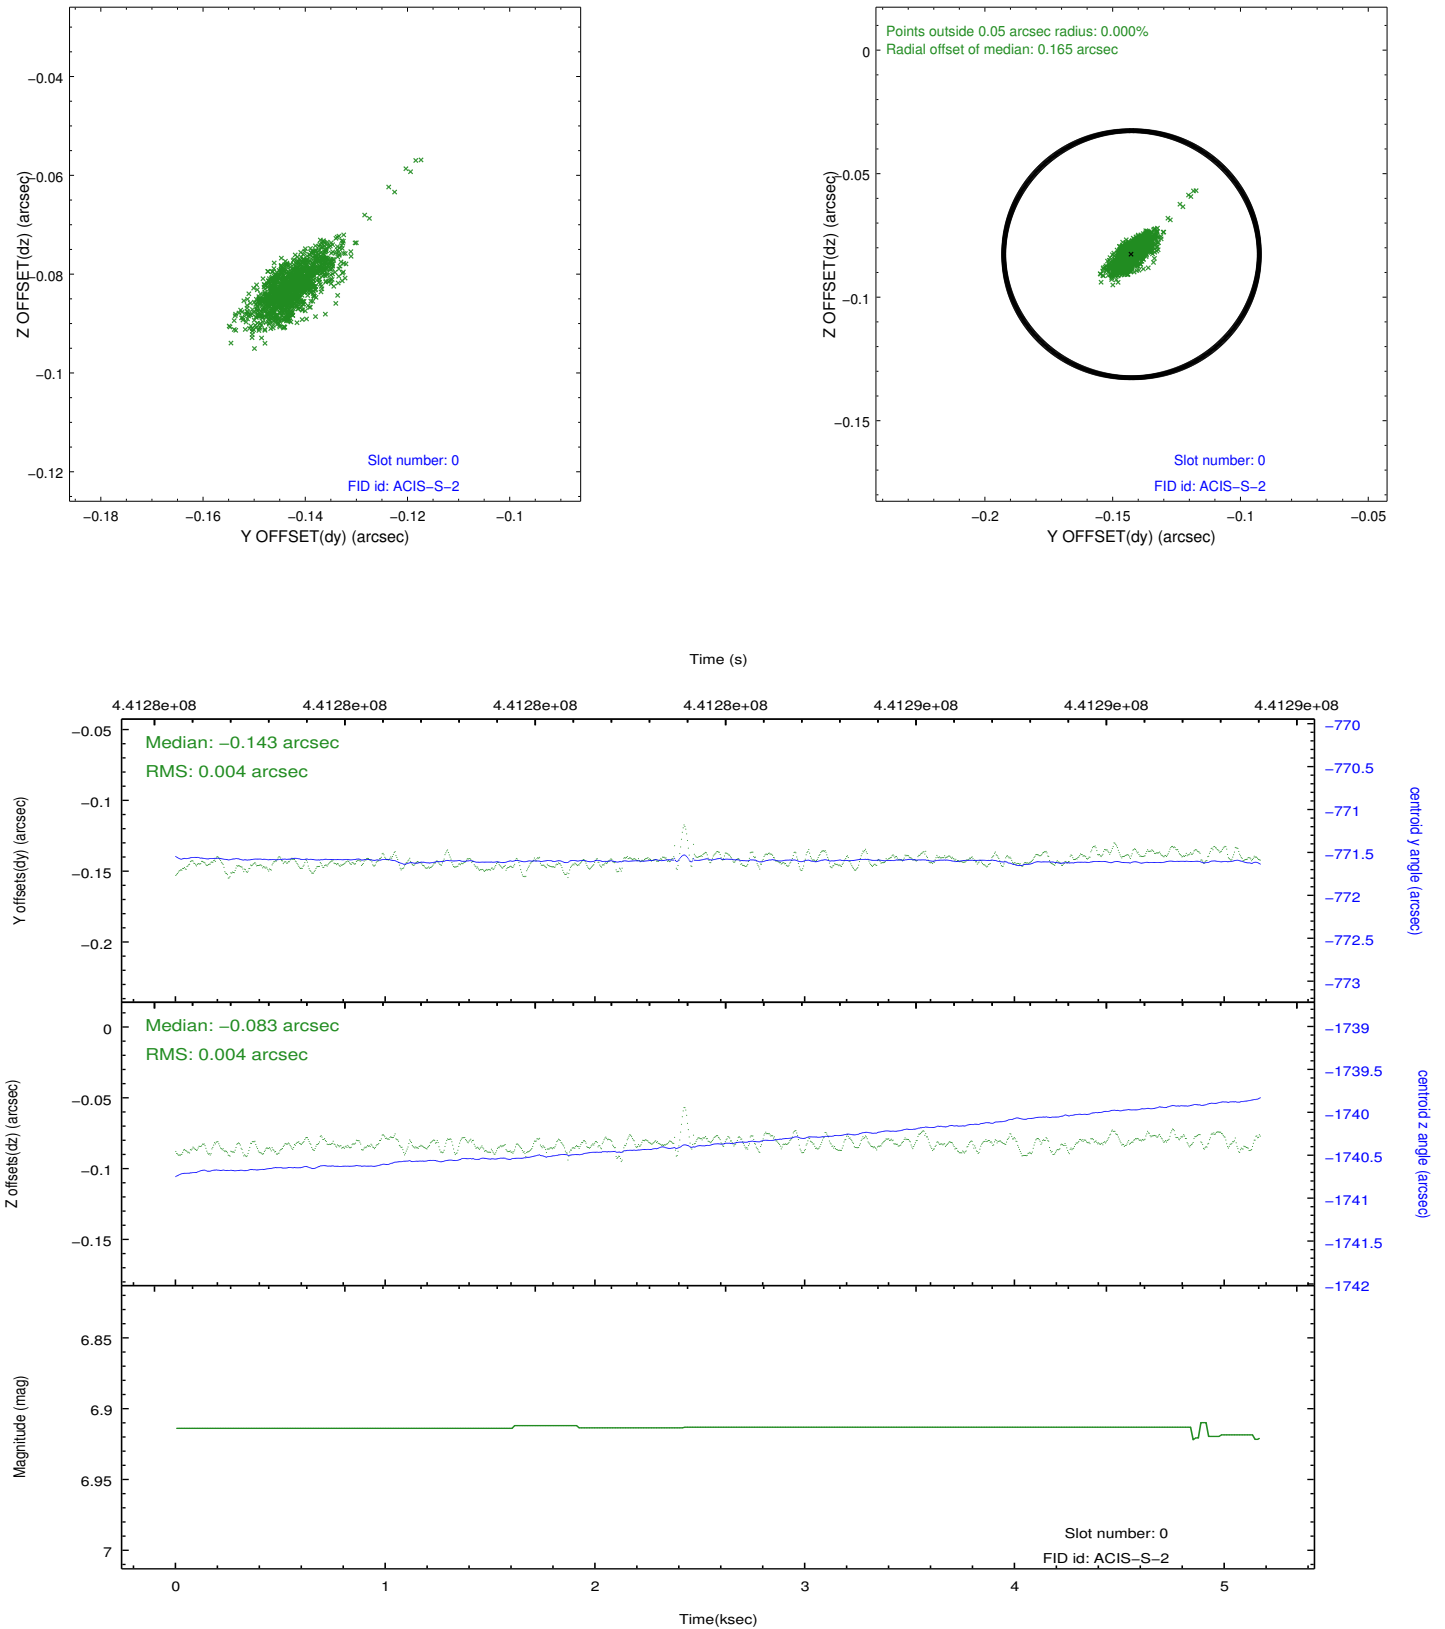 −0.04
−0.06
−0.08
−0.1
−0.12
Z OFFSET(dz) (arcsec)
Slot number: 0
FID id: ACIS−S−2
−0.18
−0.16
−0.14
−0.12
−0.1
Y OFFSET(dy) (arcsec)
Points outside 0.05 arcsec radius: 0.000%
Radial offset of median: 0.165 arcsec
0
−0.05
−0.1
−0.15
Z OFFSET(dz) (arcsec)
Slot number: 0
FID id: ACIS−S−2
−0.2
−0.15
−0.1
−0.05
Y OFFSET(dy) (arcsec)
Time (s)
4.4128e+08
4.4128e+08
4.4128e+08
4.4128e+08
4.4129e+08
4.4129e+08
4.4129e+08
Median: −0.143 arcsec
RMS: 0.004 arcsec
−0.05
−0.1
−0.15
−0.2
Y offsets(dy) (arcsec)
−770
−770.5
−771
−771.5
−772
−772.5
−773
centroid y angle (arcsec)
Median: −0.083 arcsec
RMS: 0.004 arcsec
0
−0.05
−0.1
−0.15
Z offsets(dz) (arcsec)
−1739
−1739.5
−1740
−1740.5
−1741
−1741.5
−1742
centroid z angle (arcsec)
6.85
6.9
6.95
7
Magnitude (mag)
Slot number: 0
FID id: ACIS−S−2
0
1
2
3
4
5
Time(ksec)